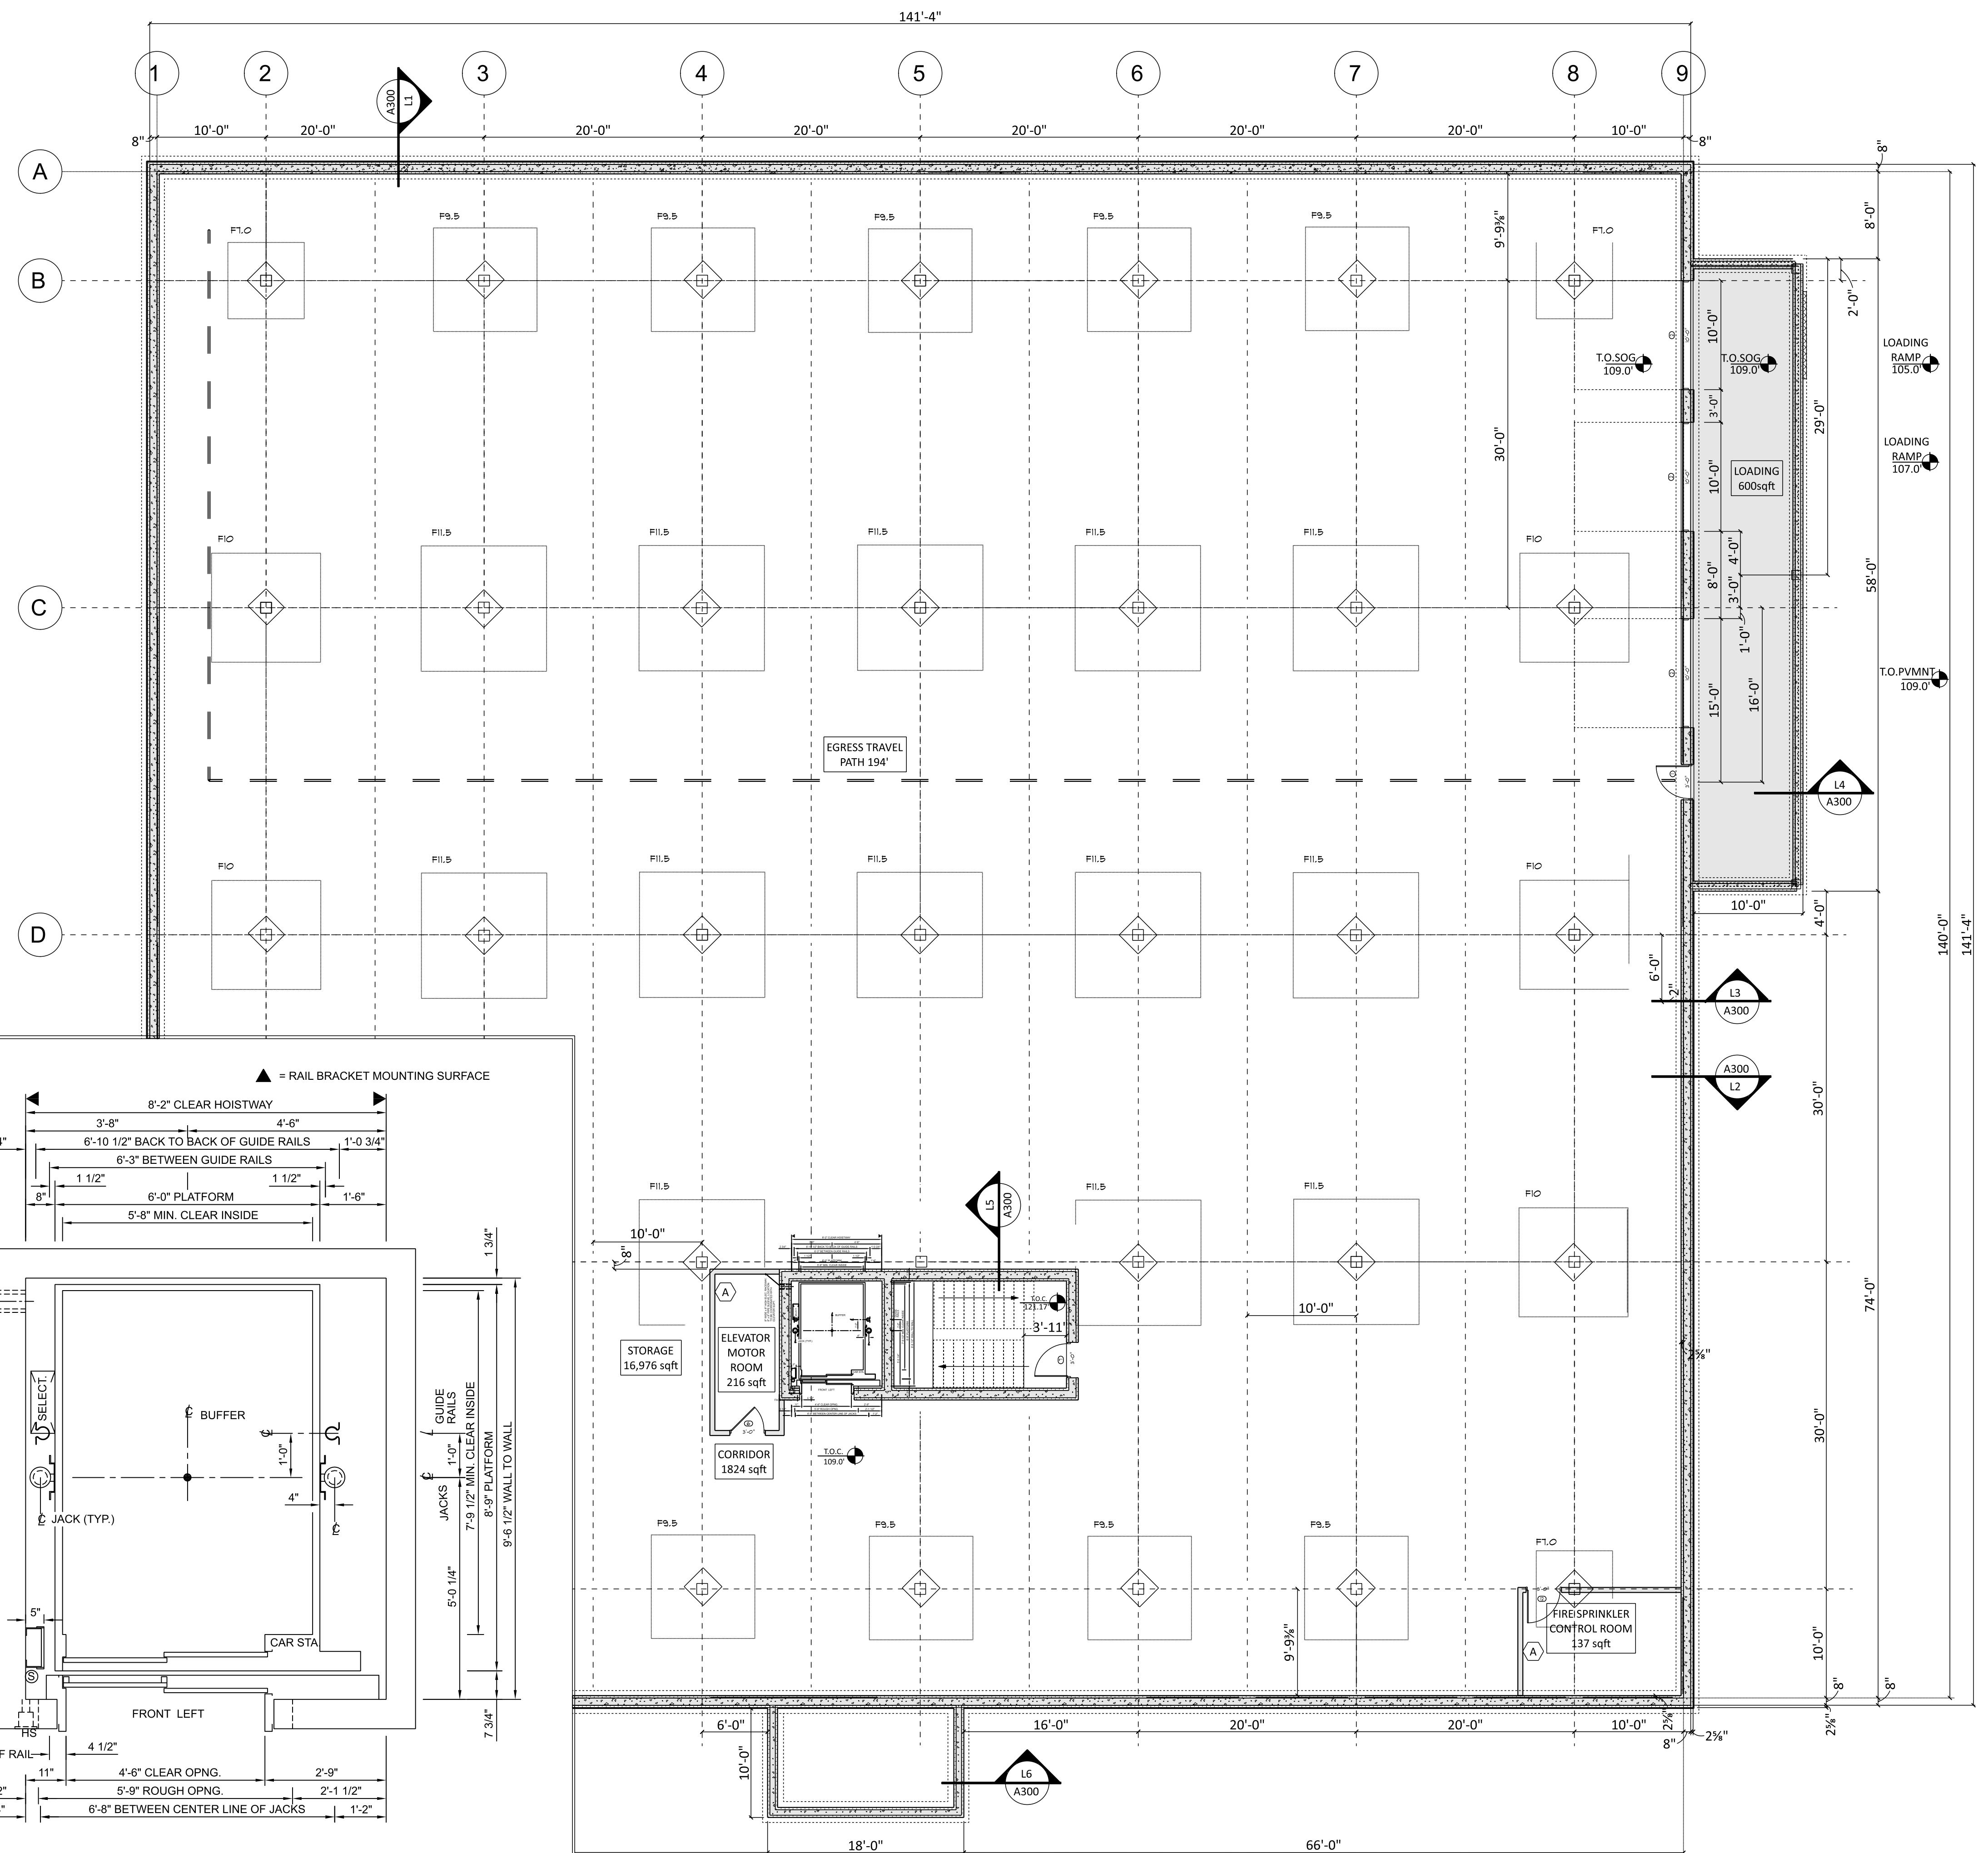 141'-4"
1
2
3
4
5
6
7
8
9
A300
L1
10'-0"
20'-0"
20'-0"
20'-0"
20'-0"
20'-0"
20'-0"
10'-0"
8"
8"
8"
A
B
C
D
F7.0
F9.5
F9.5
F9.5
F9.5
F9.5
F7.0
9'-9⅜"
8'-0"
2'-0"
10'-0"
T.O.SOG
109.0'
T.O.SOG
109.0'
LOADING
RAMP
105.0'
3'-0"
29'-0"
30'-0"
10'-0"
LOADING
600sqft
LOADING
RAMP
107.0'
F10
F11.5
F11.5
F11.5
F11.5
F11.5
F10
4'-0"
8'-0"
3'-0"
58'-0"
1'-0"
15'-0"
16'-0"
T.O.PVMNT
109.0'
EGRESS TRAVEL
PATH 194'
3'-0"
L4
A300
F10
F11.5
F11.5
F11.5
F11.5
F11.5
F10
10'-0"
4'-0"
140'-0"
141'-4"
6'-0"
2"
L3
A300
A300
L2
30'-0"
▲ = RAIL BRACKET MOUNTING SURFACE
8'-2" CLEAR HOISTWAY
3'-8"
4'-6"
6'-10 1/2" BACK TO BACK OF GUIDE RAILS
1'-0 3/4"
6'-3" BETWEEN GUIDE RAILS
1 1/2"
1 1/2"
8"
6'-0" PLATFORM
1'-6"
5'-8" MIN. CLEAR INSIDE
1 3/4"
F11.5
L5
A300
F11.5
F11.5
F10
10'-0"
8"
A
T.O.C.
121.17'
3'-11"
10'-0"
74'-0"
STORAGE
16,976 sqft
ELEVATOR
MOTOR
ROOM
216 sqft
FRONT LEFT
3'-0"
2⅝"
3'-0"
CORRIDOR
1824 sqft
T.O.C.
109.0'
30'-0"
SELECT.
BUFFER
GUIDE
RAILS
1'-0"
1'-0"
JACKS
7'-9 1/2" MIN. CLEAR INSIDE
8'-9" PLATFORM
9'-6 1/2" WALL TO WALL
4"
JACK (TYP.)
5'-0 1/4"
5"
CAR STA
S
FRONT LEFT
HS
7 3/4"
F RAIL
4 1/2"
11"
4'-6" CLEAR OPNG.
2'-9"
5'-9" ROUGH OPNG.
2'-1 1/2"
6'-8" BETWEEN CENTER LINE OF JACKS
1'-2"
F9.5
F9.5
F9.5
F9.5
F7.0
9'-9⅜"
FIRE SPRINKLER
CONTROL ROOM
137 sqft
A
10'-0"
8"
8"
6'-0"
16'-0"
20'-0"
20'-0"
10'-0"
2⅝"
2⅝"
2⅝"
8"
10'-0"
L6
A300
18'-0"
66'-0"